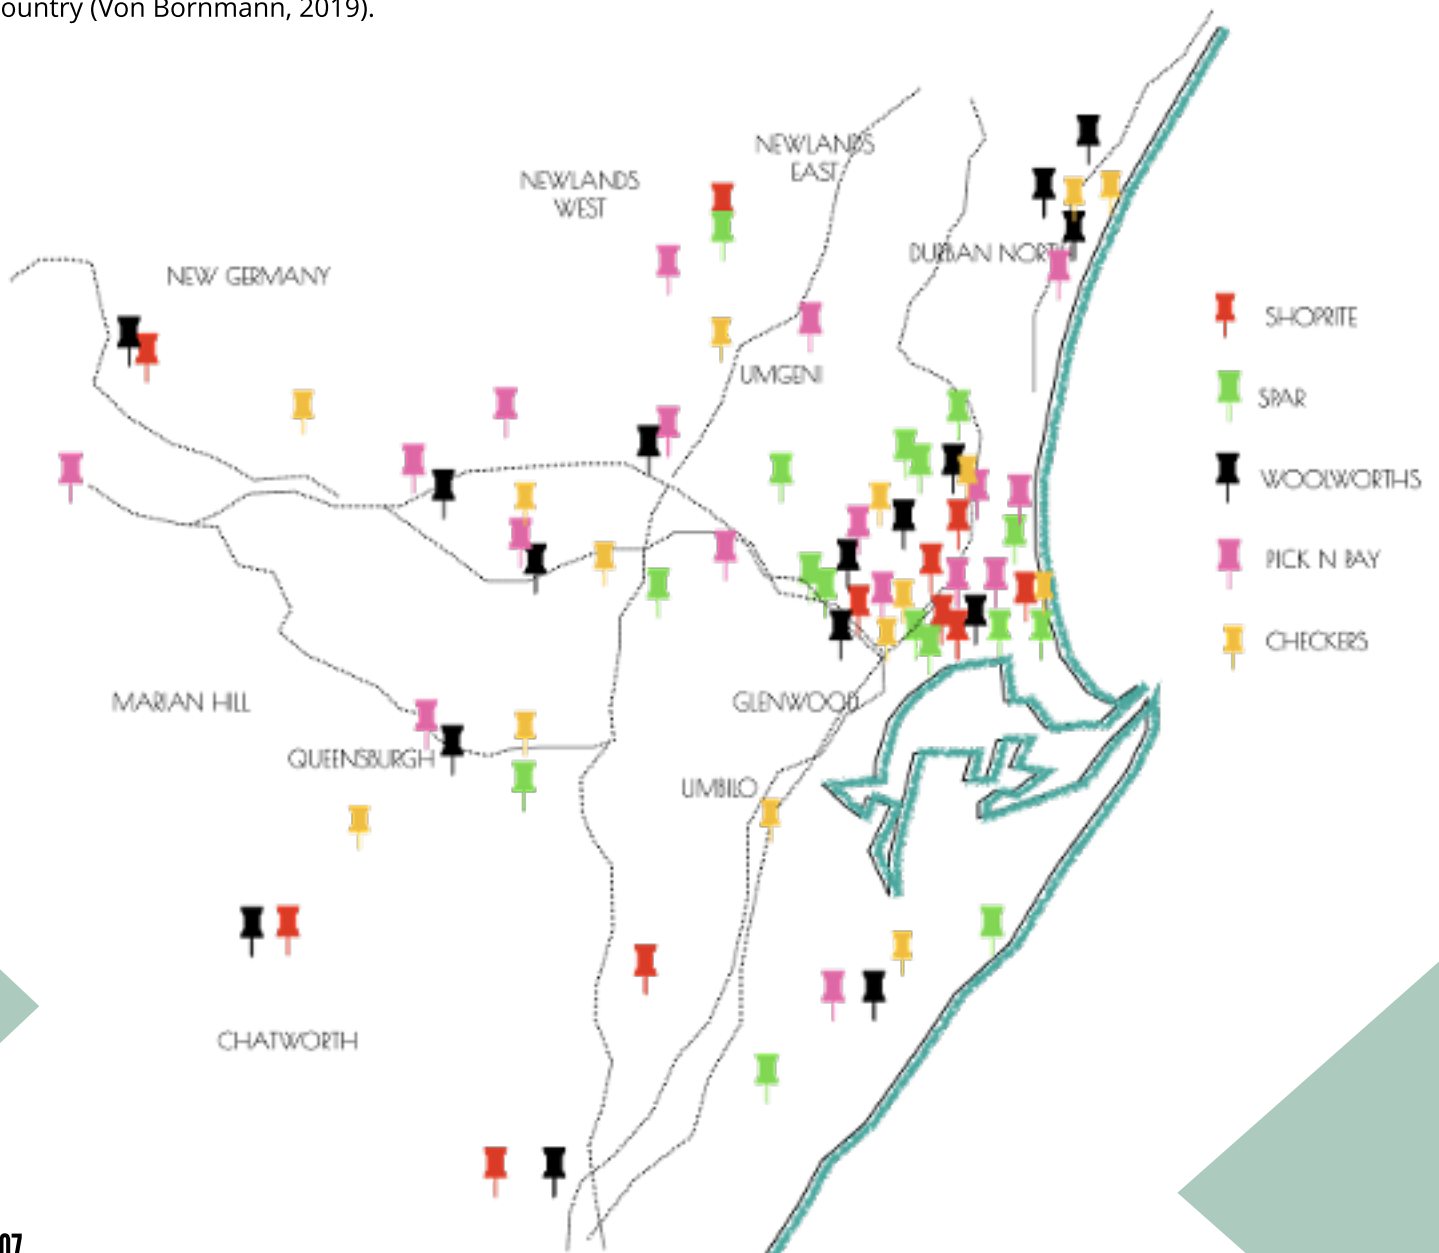 ountry (Von Bornmann, 2019).
NEWLANDS
EAST
NEWLANDS
WEST
DURBAN NORTH
NEW GERMANY
SHOPRITE
UMGENI
SPAR
WOOLWORTHS
PICK N BAY
CHECKERS
MARIAN HILL
GLENWOOD
QUEENSBURGH
UMBILO
CHATWORTH
07